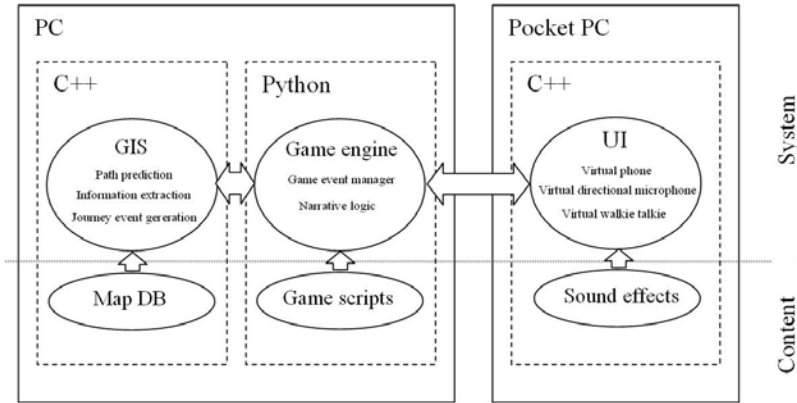 PC
C++
GIS
Path prediction
Information extraction
Journey event gereration
Map DB
Python
Game engine
Game event manager
Narrative logic
Game scripts
Pocket PC
C++
UI
Virtual phone
Virtual directional microphone
Virtual walkie talkie
Sound effects
System
Content